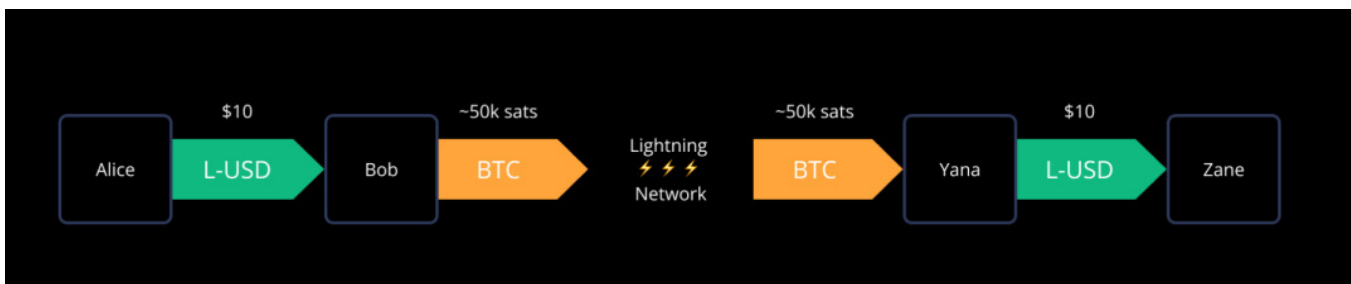 $10
~50k sats
~50k sats
$10
Alice
L-USD
Bob
BTC
Lightning
⚡⚡⚡
Network
BTC
Yana
L-USD
Zane